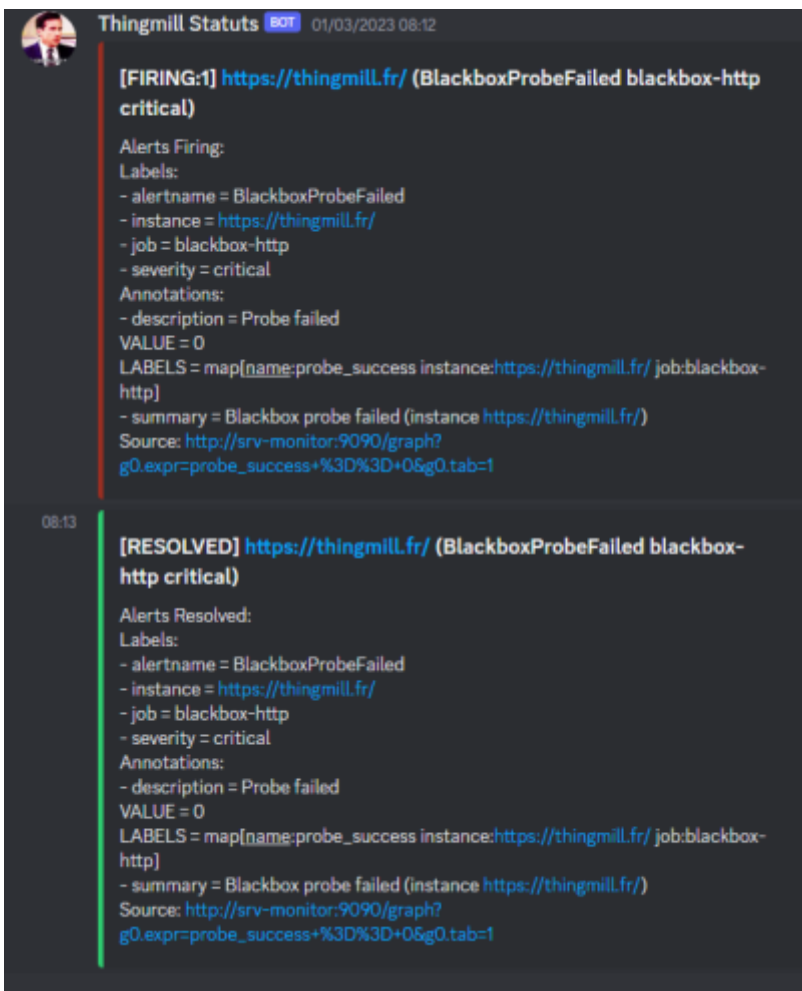 Thingmill Statuts BOT 01/03/2023 08:12
[FIRING:1] https://thingmill.fr/ (BlackboxProbeFailed blackbox-http
critical)
Alerts Firing:
Labels:
- alertname = BlackboxProbeFailed
- instance = https://thingmill.fr/
- job = blackbox-http
- severity = critical
Annotations:
- description = Probe failed
VALUE = 0
LABELS = map[name:probe_success instance:https://thingmill.fr/ job:blackbox-
http]
- summary = Blackbox probe failed (instance https://thingmill.fr/)
Source: http://srv-monitor:9090/graph?
g0.expr=probe_success+%3D%3D+0&g0.tab=1
08:13
[RESOLVED] https://thingmill.fr/ (BlackboxProbeFailed blackbox-
http critical)
Alerts Resolved:
Labels:
- alertname = BlackboxProbeFailed
- instance = https://thingmill.fr/
- job = blackbox-http
- severity = critical
Annotations:
- description = Probe failed
VALUE = 0
LABELS = map[name:probe_success instance:https://thingmill.fr/ job:blackbox-
http]
- summary = Blackbox probe failed (instance https://thingmill.fr/)
Source: http://srv-monitor:9090/graph?
g0.expr=probe_success+%3D%3D+0&g0.tab=1